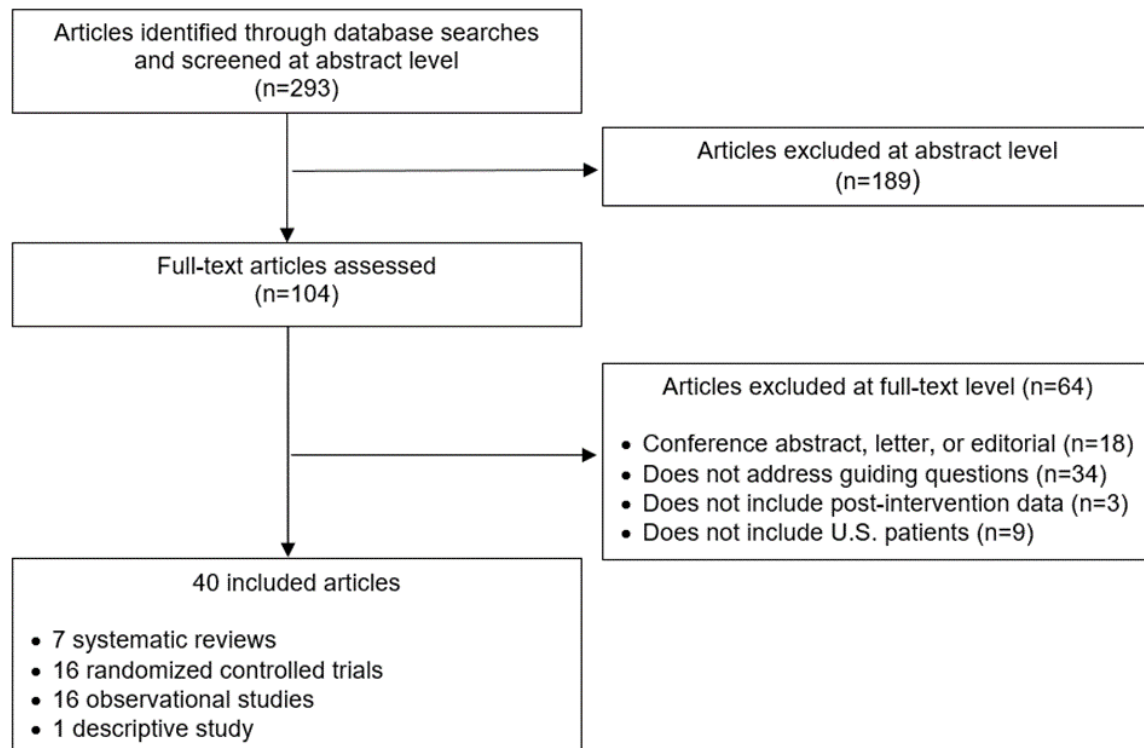 Articles identified through database searches
and screened at abstract level
(n=293)
Articles excluded at abstract level
(n=189)
Full-text articles assessed
(n=104)
Articles excluded at full-text level (n=64)
• Conference abstract, letter, or editorial (n=18)
• Does not address guiding questions (n=34)
• Does not include post-intervention data (n=3)
• Does not include U.S. patients (n=9)
40 included articles
• 7 systematic reviews
• 16 randomized controlled trials
• 16 observational studies
• 1 descriptive study